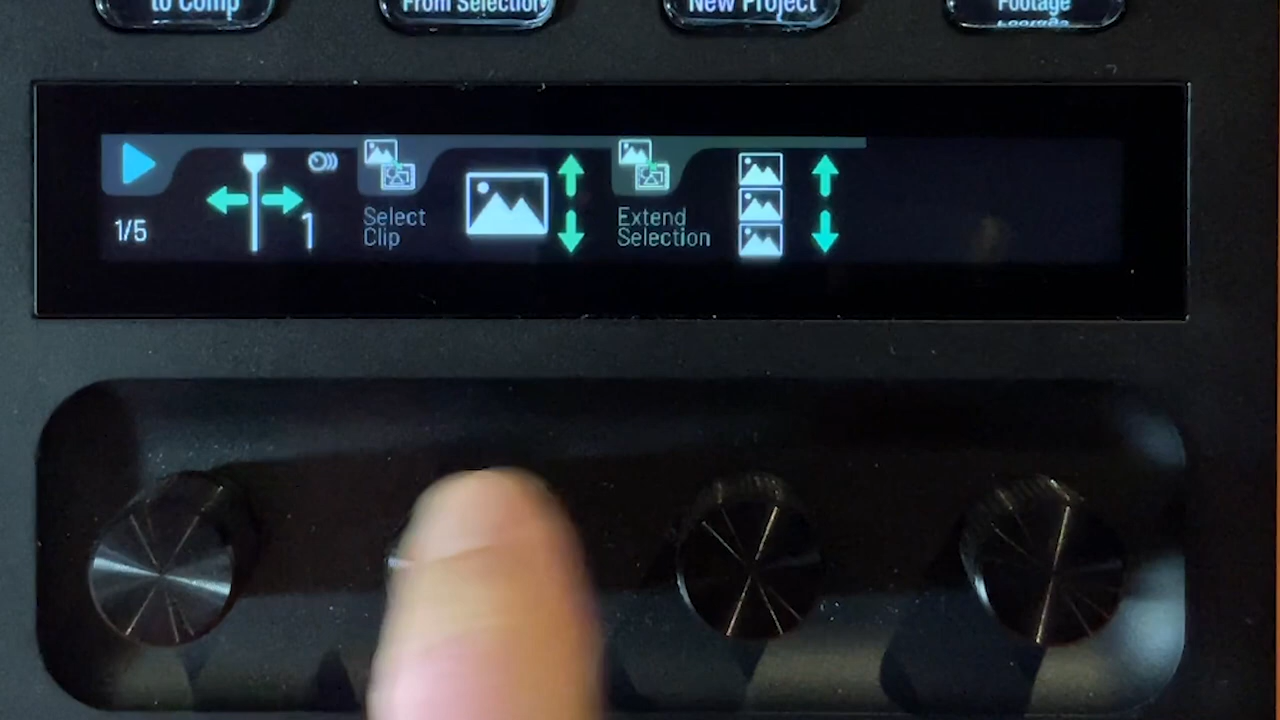 to Comp
From Selection
New Project
Footage
1/5
1
Select
Clip
Extend
Selection